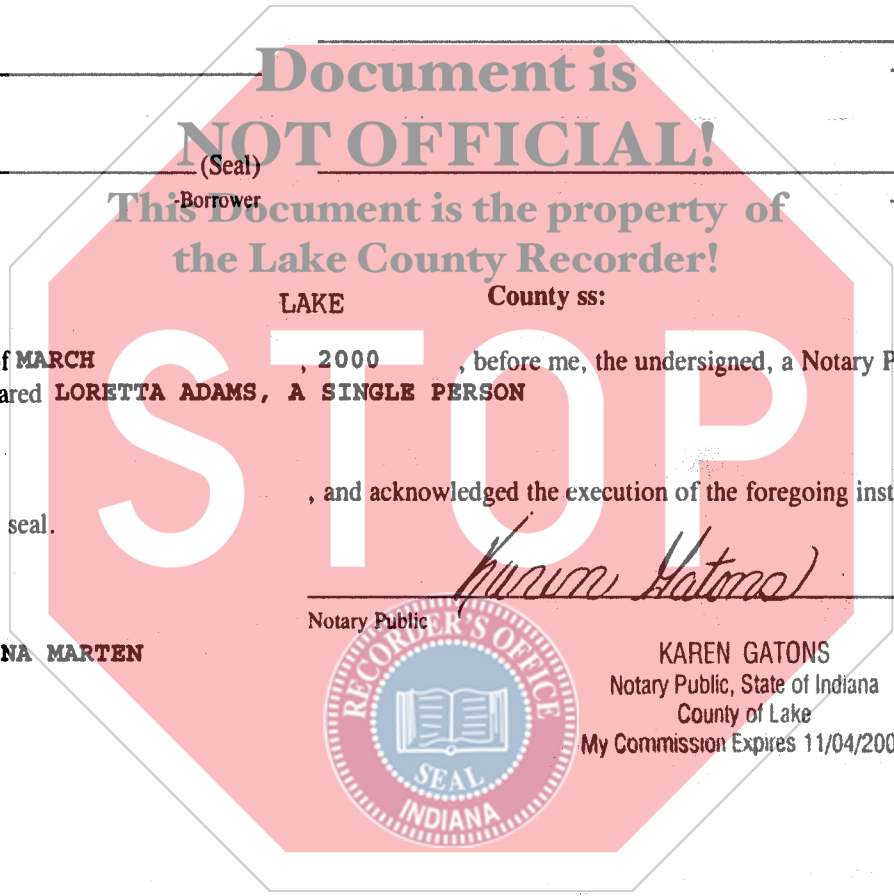 Document is
NOT OFFICIAL!
(Seal)
-Borrower
This Document is the property of
the Lake County Recorder!
LAKE County ss:
f MARCH , 2000 , before me, the undersigned, a Notary P
ared LORETTA ADAMS, A SINGLE PERSON
STOP
, and acknowledged the execution of the foregoing inst
seal.
Karen Gatons
Notary Public
NA MARTEN
KAREN GATONS
Notary Public, State of Indiana
County of Lake
My Commission Expires 11/04/200
RECORDER'S OFFICE
SEAL
INDIANA